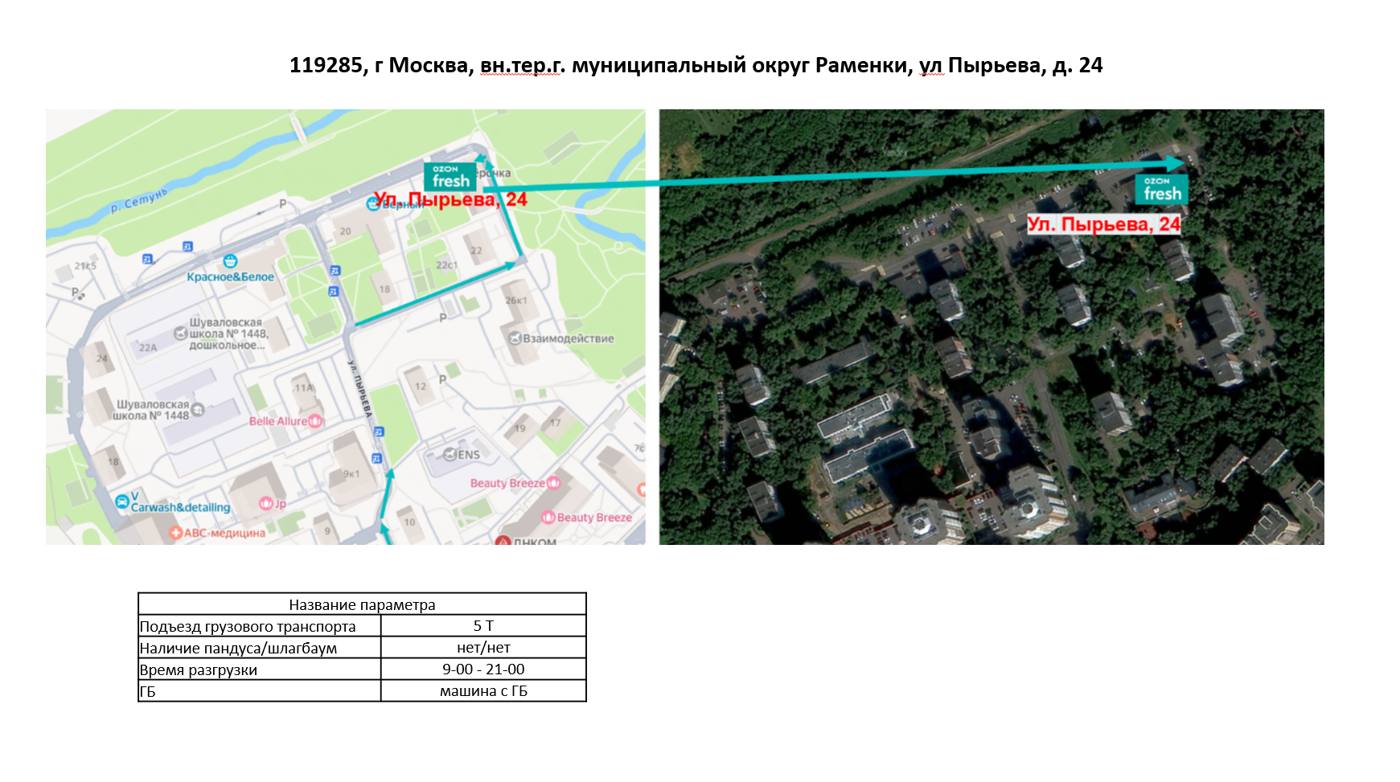 119285, г Москва, вн.тер.г. муниципальный округ Раменки, ул Пырьева, д. 24
р. Сетунь
OZON
fresh
ерочка
Ул. Пырьева, 24
Р
20
22
22с1
21с5
Красное&Белое
Р
18
26к1
Р
Взаимодействие
Шуваловская
школа № 1448,
дошкольное...
22А
24
ул. ПЫРЬЕВА
11А
12
Р
Шуваловская
школа № 1448
Belle Allure
19
17
ENS
18
9к1
Beauty Breeze
V
Carwash&detailing
Jp
Beauty Breeze
АВС-медицина
9
10
OZON
fresh
Ул. Пырьева, 24
Название параметра
Подъезд грузового транспорта 5 Т
Наличие пандуса/шлагбаум нет/нет
Время разгрузки 9-00 - 21-00
ГБ машина с ГБ